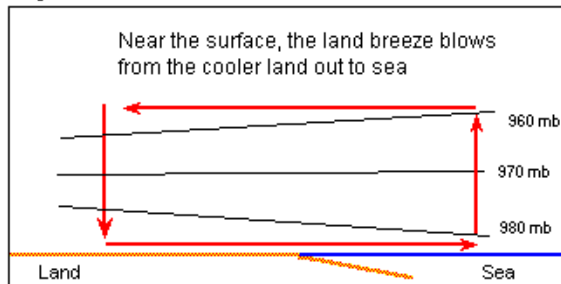 Near the surface, the land breeze blows
from the cooler land out to sea
960 mb
970 mb
980 mb
Land
Sea